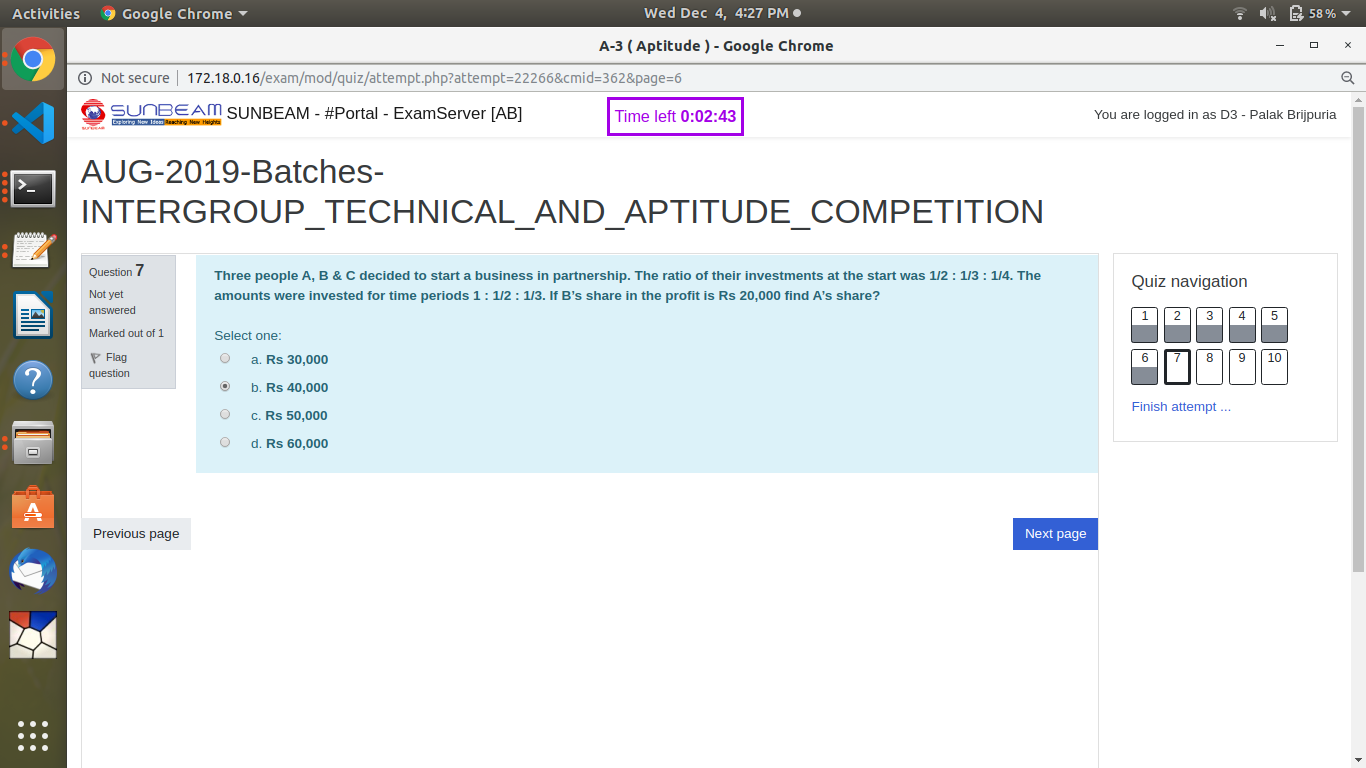 Activities Google Chrome Wed Dec 4, 4:27 PM 58%
A-3 ( Aptitude ) - Google Chrome
Not secure 172.18.0.16/exam/mod/quiz/attempt.php?attempt=22266&cmid=362&page=6
SUNBEAM SUNBEAM - #Portal - ExamServer [AB] Time left 0:02:43 You are logged in as D3 - Palak Brijpuria
Exploring New Ideas Reaching New Heights
AUG-2019-Batches-
INTERGROUP_TECHNICAL_AND_APTITUDE_COMPETITION
Question 7
Not yet
answered
Marked out of 1
Flag
question
Three people A, B & C decided to start a business in partnership. The ratio of their investments at the start was 1/2 : 1/3 : 1/4. The
amounts were invested for time periods 1 : 1/2 : 1/3. If B’s share in the profit is Rs 20,000 find A’s share?
Select one:
a. Rs 30,000
b. Rs 40,000
c. Rs 50,000
d. Rs 60,000
Previous page
Next page
Quiz navigation
1 2 3 4 5
6 7 8 9 10
Finish attempt ...